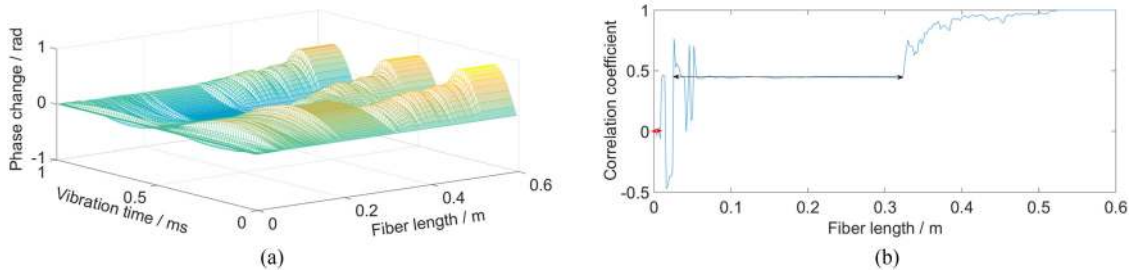 1
0
-1
Phase change / rad
1
0.5
0
Vibration time / ms
0
0.2
0.4
0.6
Fiber length / m
(a)
1
0.5
0
-0.5
Correlation coefficient
0 0.1 0.2 0.3 0.4 0.5 0.6
Fiber length / m
(b)